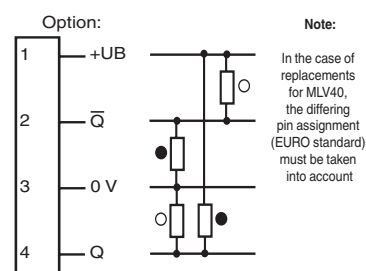 Option:
1 +UB
2 Q̅
3 0 V
4 Q
Note:
In the case of
replacements
for MLV40,
the differing
pin assignment
(EURO standard)
must be taken
into account